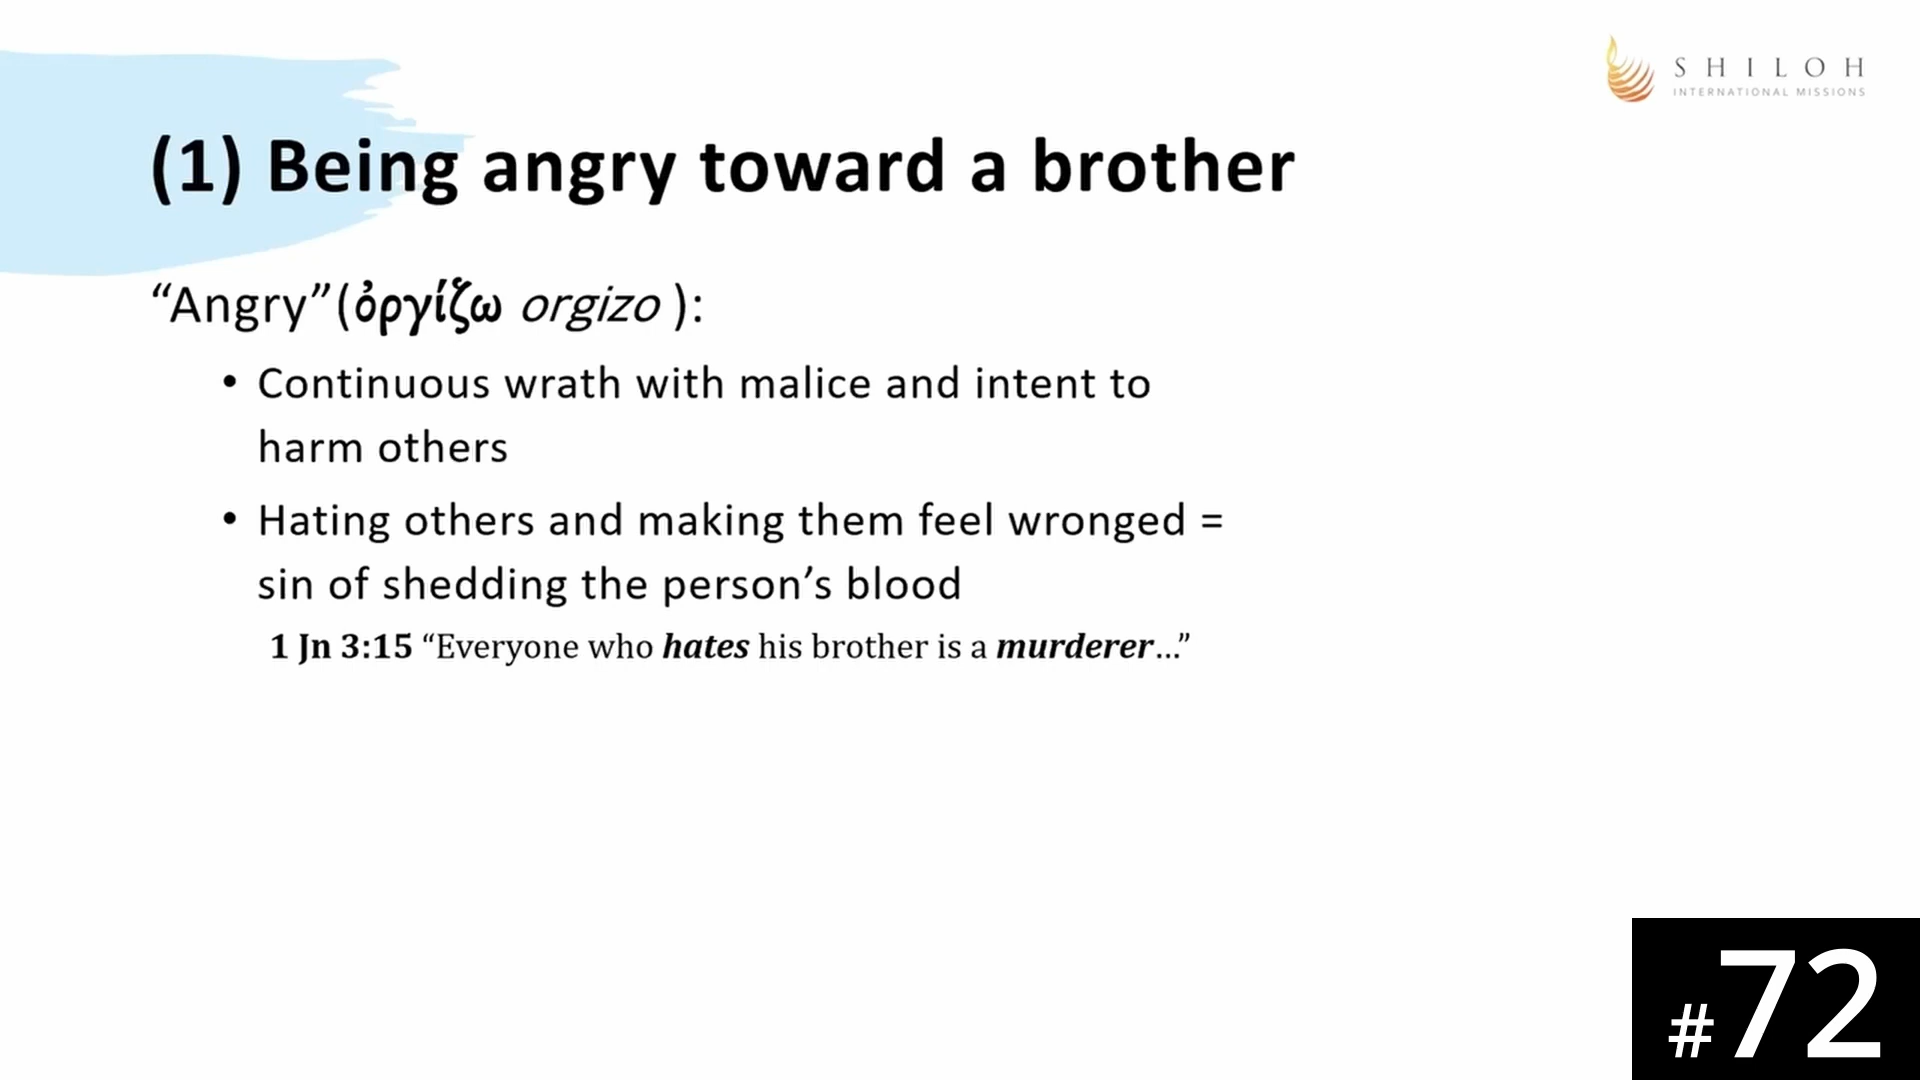 SHILOH
INTERNATIONAL MISSIONS
(1) Being angry toward a brother
“Angry”(ὀργίζω orgizo ):
• Continuous wrath with malice and intent to
harm others
• Hating others and making them feel wronged =
sin of shedding the person’s blood
1 Jn 3:15 “Everyone who hates his brother is a murderer…”
#72